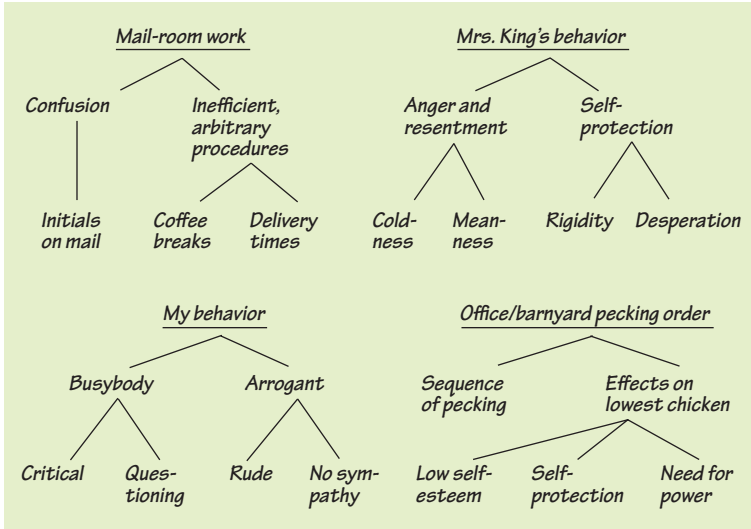 Mail-room work
Confusion
Inefficient,
arbitrary
procedures
Initials
on mail
Coffee
breaks
Delivery
times
Mrs. King's behavior
Anger and
resentment
Self-
protection
Cold-
ness
Mean-
ness
Rigidity
Desperation
My behavior
Busybody
Arrogant
Critical
Ques-
tioning
Rude
No sym-
pathy
Office/barnyard pecking order
Sequence
of pecking
Effects on
lowest chicken
Low self-
esteem
Self-
protection
Need for
power